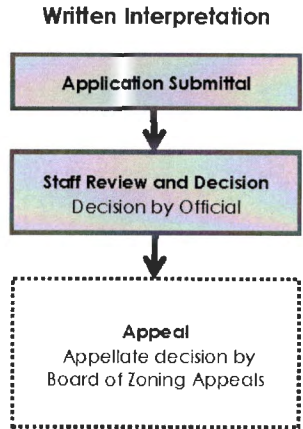 Written Interpretation
Application Submittal
Staff Review and Decision
Decision by Official
Appeal
Appellate decision by
Board of Zoning Appeals